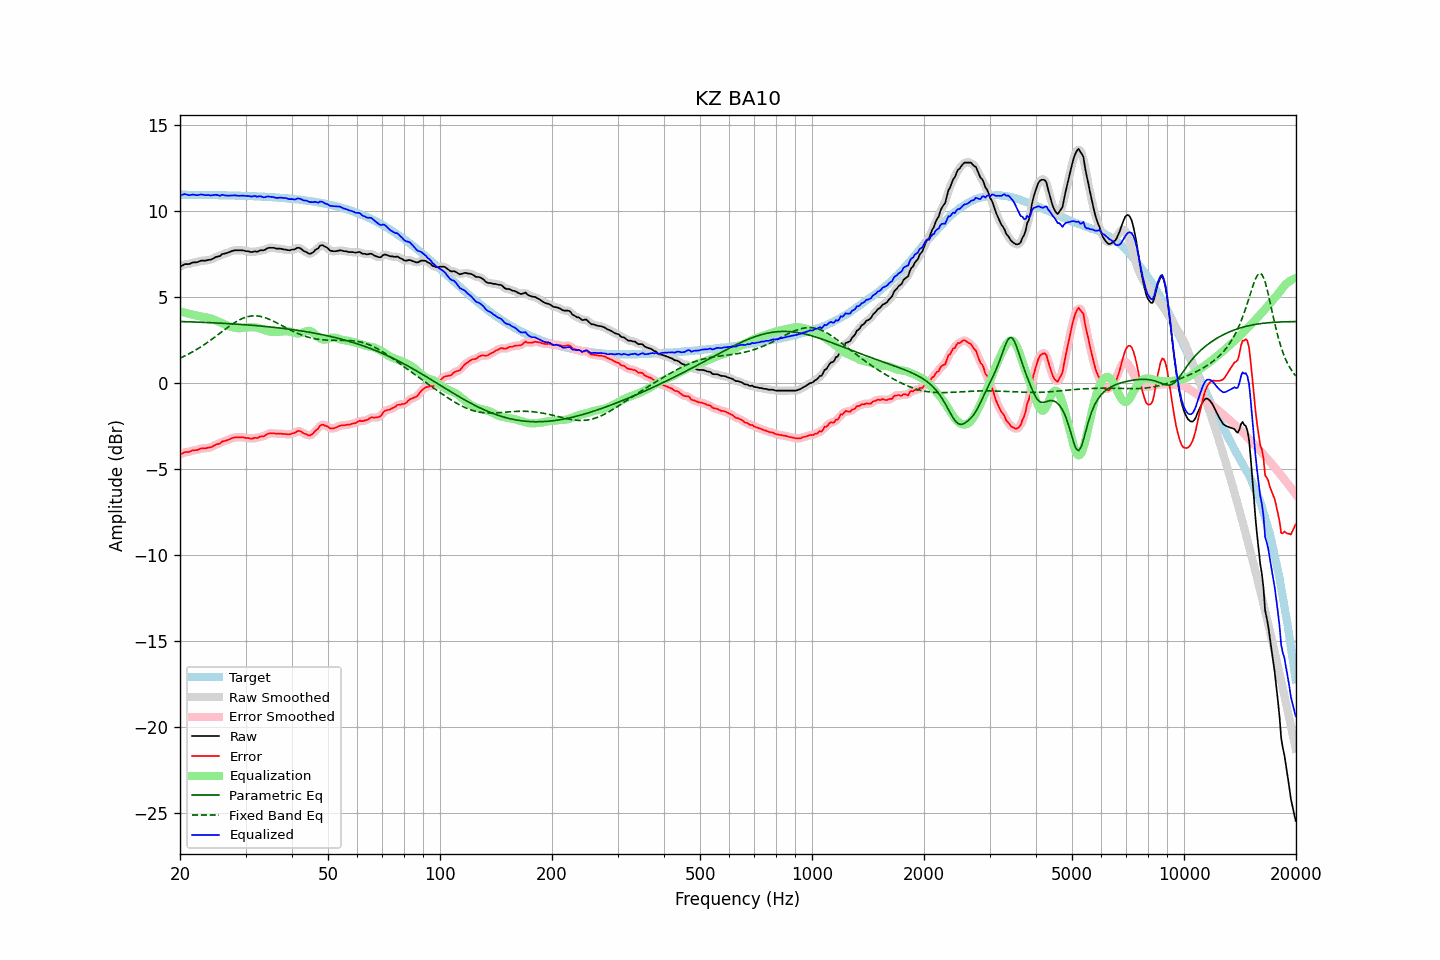 KZ BA10
Amplitude (dBr)
15
10
5
0
−5
−10
−15
−20
−25
Target
Raw Smoothed
Error Smoothed
Raw
Error
Equalization
Parametric Eq
Fixed Band Eq
Equalized
20 50 100 200 500 1000 2000 5000 10000 20000
Frequency (Hz)